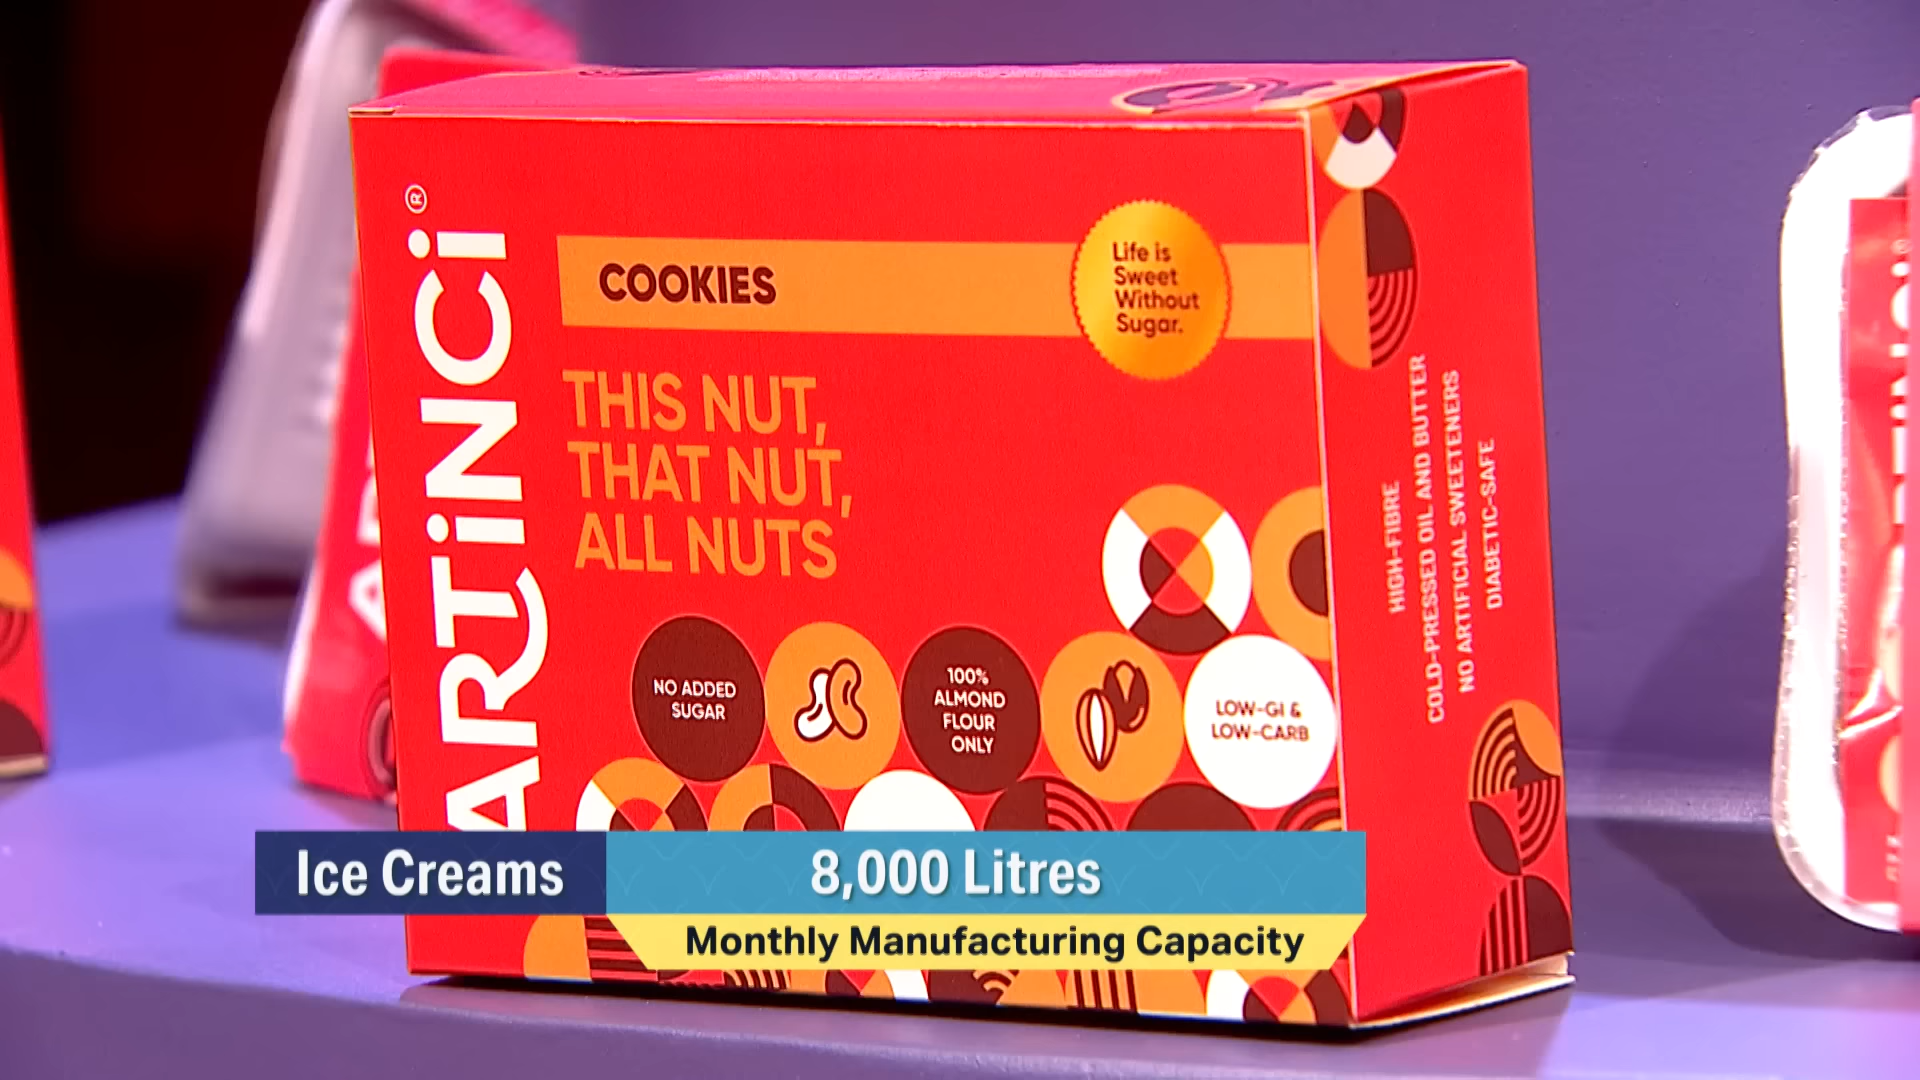 ARTiNCi®
COOKIES
Life is
Sweet
Without
Sugar.
THIS NUT,
THAT NUT,
ALL NUTS
NO ADDED
SUGAR
100%
ALMOND
FLOUR
ONLY
LOW-GI &
LOW-CARB
HIGH-FIBRE
COLD-PRESSED OIL AND BUTTER
NO ARTIFICIAL SWEETENERS
DIABETIC-SAFE
Ice Creams
8,000 Litres
Monthly Manufacturing Capacity